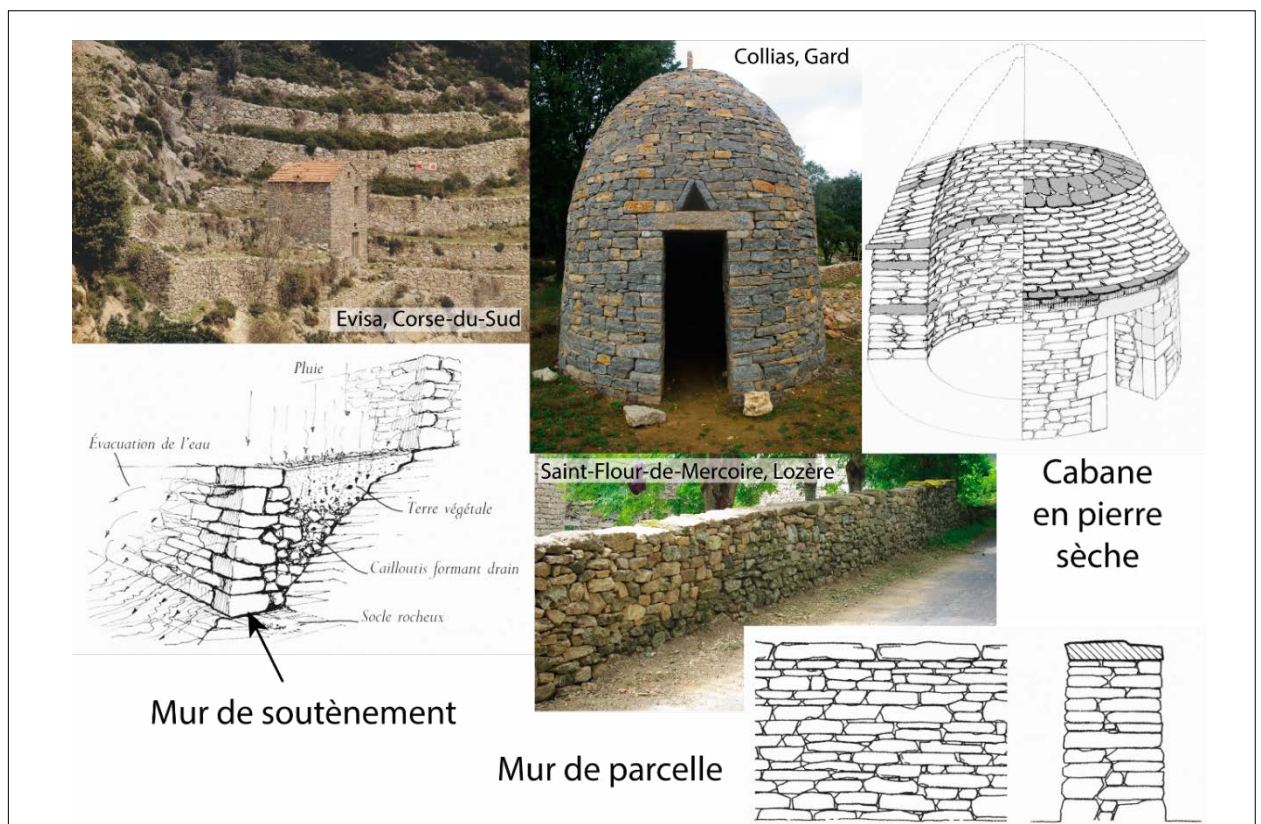 Collias, Gard
Evisa, Corse-du-Sud
Pluie
Évacuation de l'eau
Terre végétale
Cailloutis formant drain
Socle rocheux
Mur de soutènement
Saint-Flour-de-Mercoire, Lozère
Cabane
en pierre
sèche
Mur de parcelle